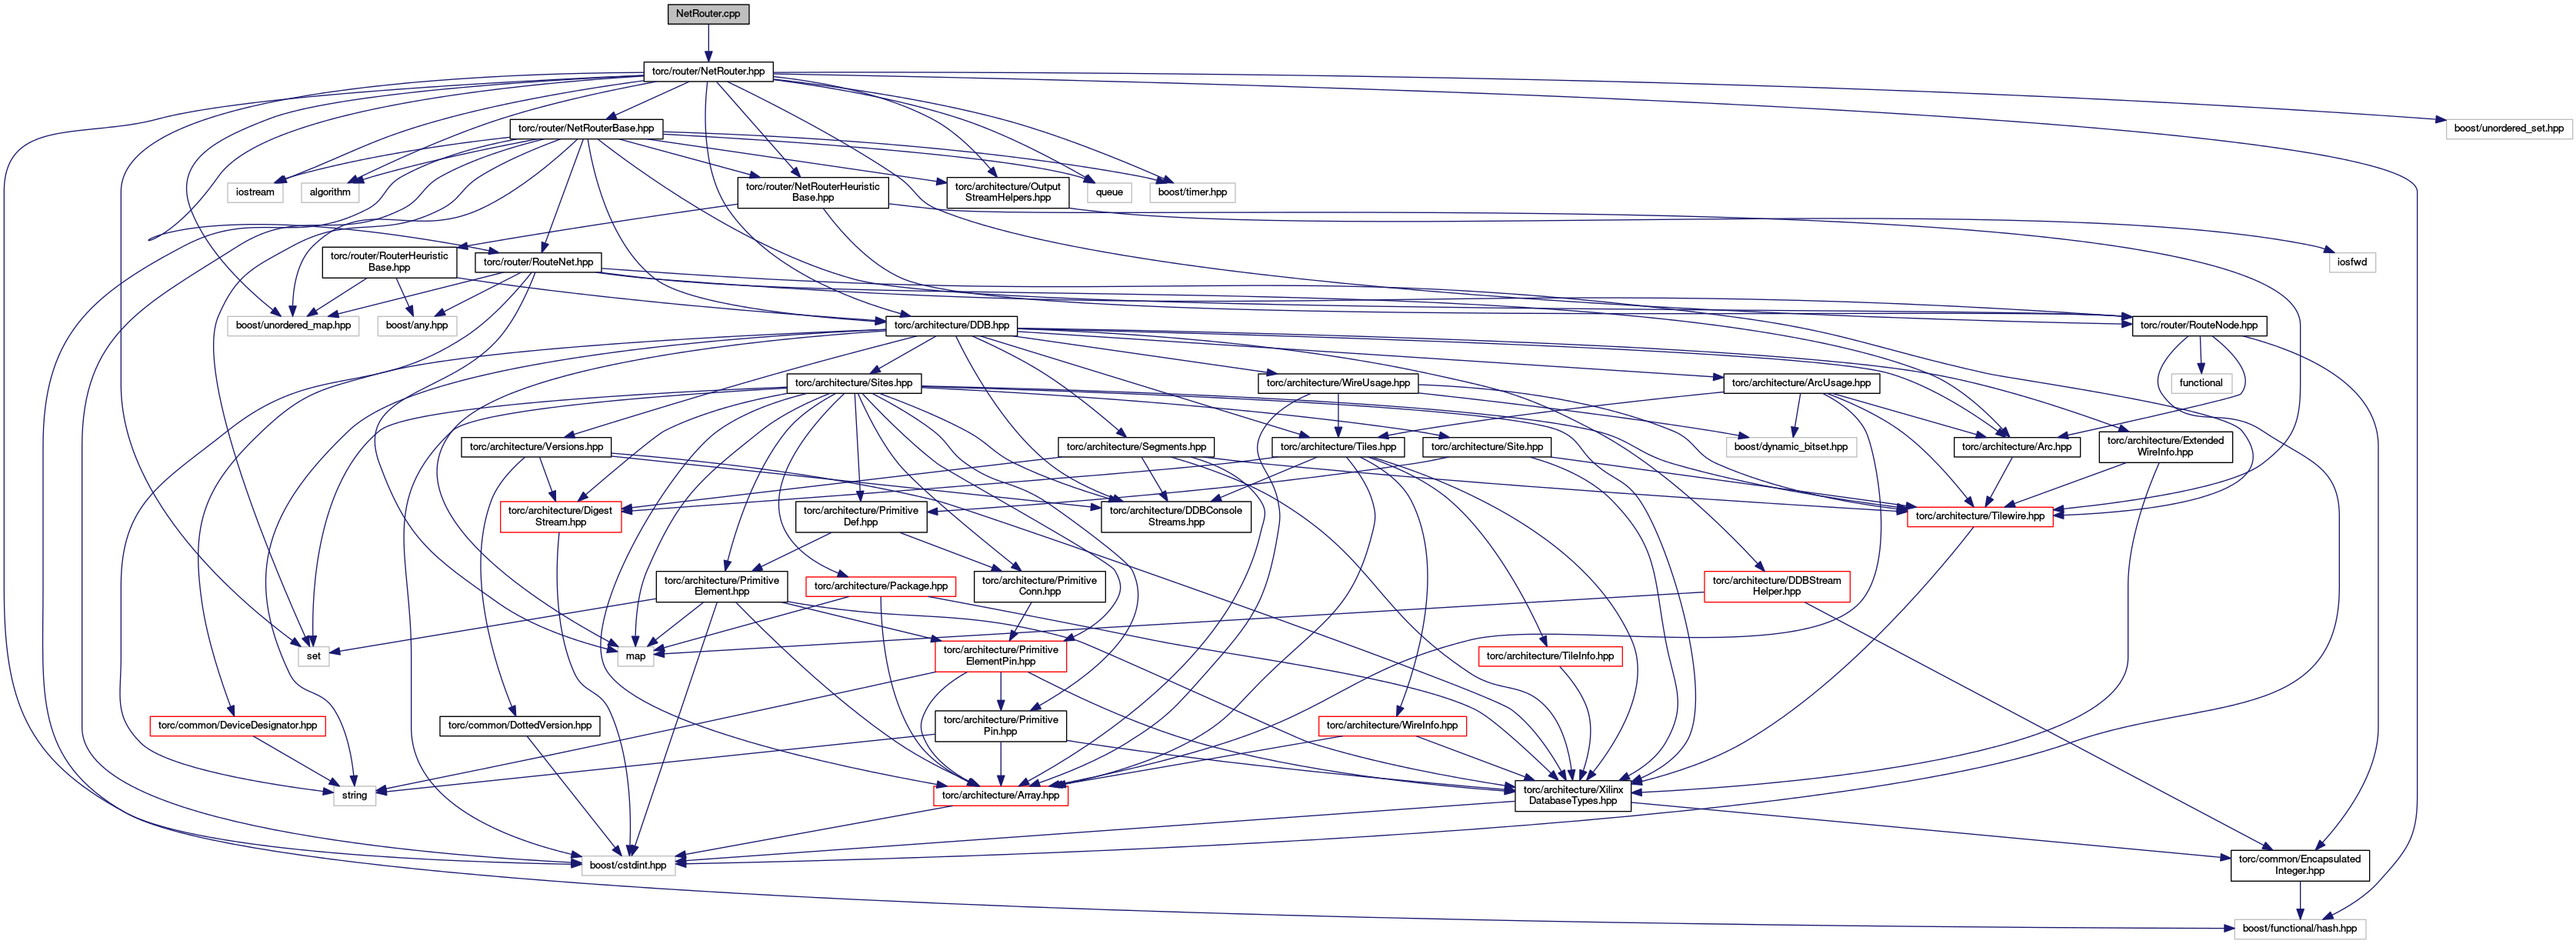 NetRouter.cpp
torc/router/NetRouter.hpp
torc/router/NetRouterBase.hpp
boost/unordered_set.hpp
iostream
algorithm
torc/router/NetRouterHeuristic
Base.hpp
torc/architecture/Output
StreamHelpers.hpp
queue
boost/timer.hpp
torc/router/RouterHeuristic
Base.hpp
torc/router/RouteNet.hpp
iosfwd
boost/unordered_map.hpp
boost/any.hpp
torc/architecture/DDB.hpp
torc/router/RouteNode.hpp
torc/architecture/Sites.hpp
torc/architecture/WireUsage.hpp
torc/architecture/ArcUsage.hpp
functional
torc/architecture/Versions.hpp
torc/architecture/Segments.hpp
torc/architecture/Tiles.hpp
torc/architecture/Site.hpp
boost/dynamic_bitset.hpp
torc/architecture/Arc.hpp
torc/architecture/Extended
WireInfo.hpp
torc/architecture/Digest
Stream.hpp
torc/architecture/Primitive
Def.hpp
torc/architecture/DDBConsole
Streams.hpp
torc/architecture/Tilewire.hpp
torc/architecture/Primitive
Element.hpp
torc/architecture/Package.hpp
torc/architecture/Primitive
Conn.hpp
torc/architecture/DDBStream
Helper.hpp
set
map
torc/architecture/Primitive
ElementPin.hpp
torc/architecture/TileInfo.hpp
torc/common/DeviceDesignator.hpp
torc/common/DottedVersion.hpp
torc/architecture/Primitive
Pin.hpp
torc/architecture/WireInfo.hpp
string
torc/architecture/Array.hpp
torc/architecture/Xilinx
DatabaseTypes.hpp
boost/cstdint.hpp
torc/common/Encapsulated
Integer.hpp
boost/functional/hash.hpp